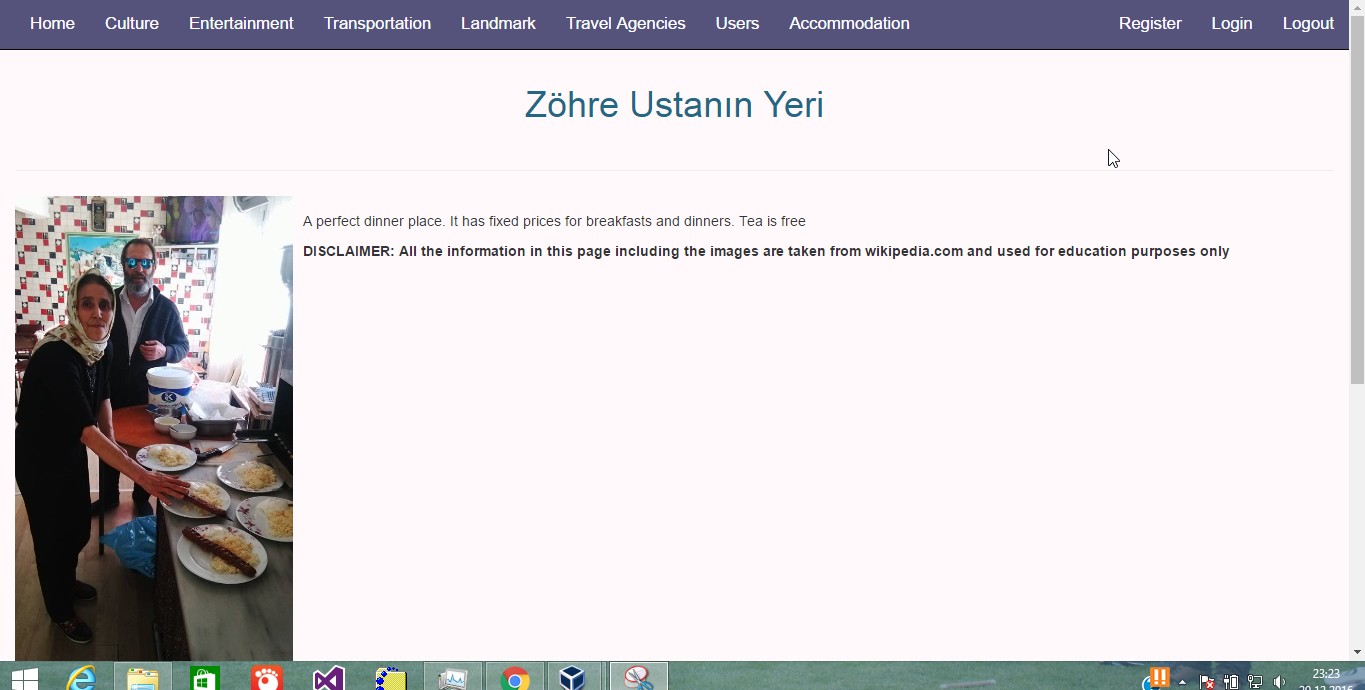 Home Culture Entertainment Transportation Landmark Travel Agencies Users Accommodation Register Login Logout
Zöhre Ustanın Yeri
A perfect dinner place. It has fixed prices for breakfasts and dinners. Tea is free
DISCLAIMER: All the information in this page including the images are taken from wikipedia.com and used for education purposes only
23:23